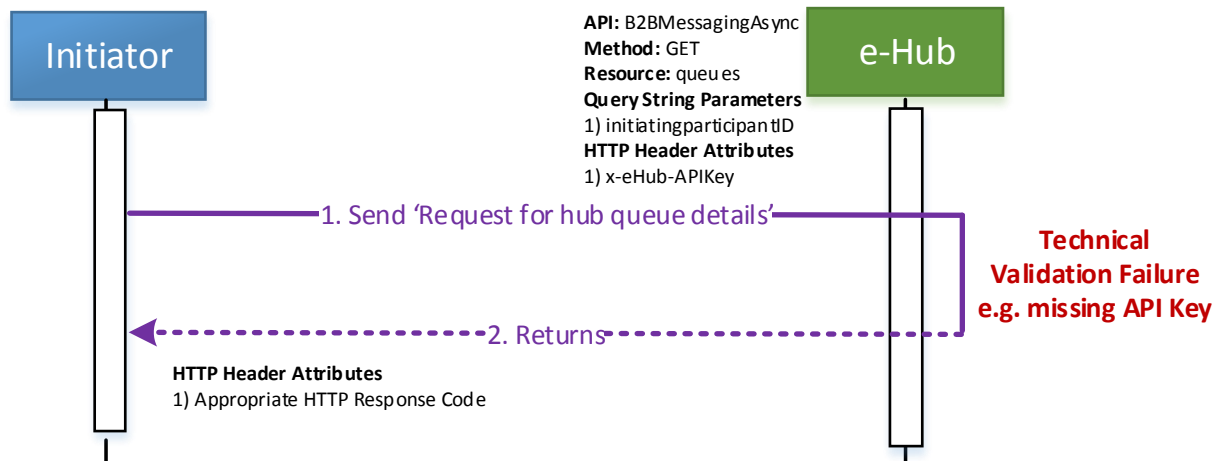 Initiator
API: B2BMessagingAsync
Method: GET
Resource: queues
Query String Parameters
1) initiatingparticipantID
HTTP Header Attributes
1) x-eHub-APIKey
e-Hub
1. Send ‘Request for hub queue details’
Technical
Validation Failure
e.g. missing API Key
2. Returns
HTTP Header Attributes
1) Appropriate HTTP Response Code